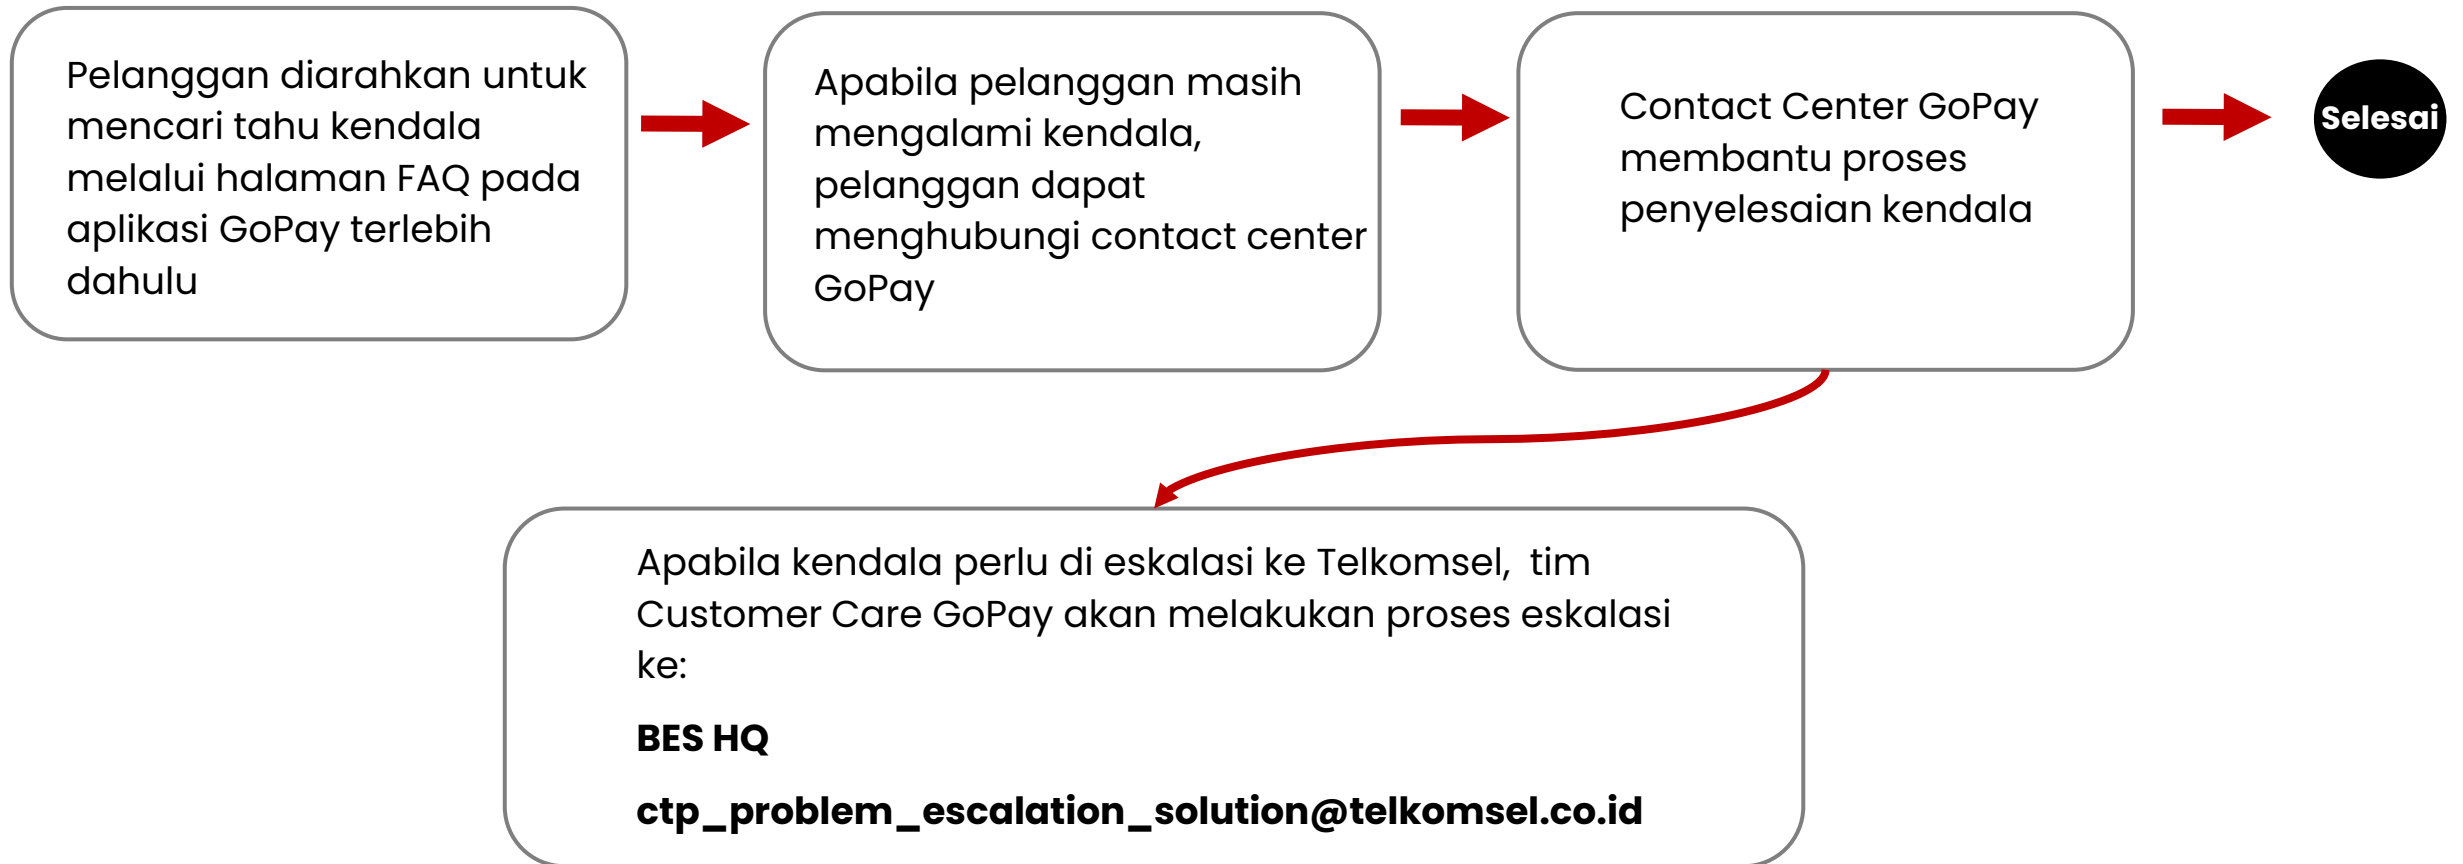 Pelanggan diarahkan untuk
mencari tahu kendala
melalui halaman FAQ pada
aplikasi GoPay terlebih
dahulu
Apabila pelanggan masih
mengalami kendala,
pelanggan dapat
menghubungi contact center
GoPay
Contact Center GoPay
membantu proses
penyelesaian kendala
Selesai
Apabila kendala perlu di eskalasi ke Telkomsel, tim
Customer Care GoPay akan melakukan proses eskalasi
ke:
BES HQ
ctp_problem_escalation_solution@telkomsel.co.id